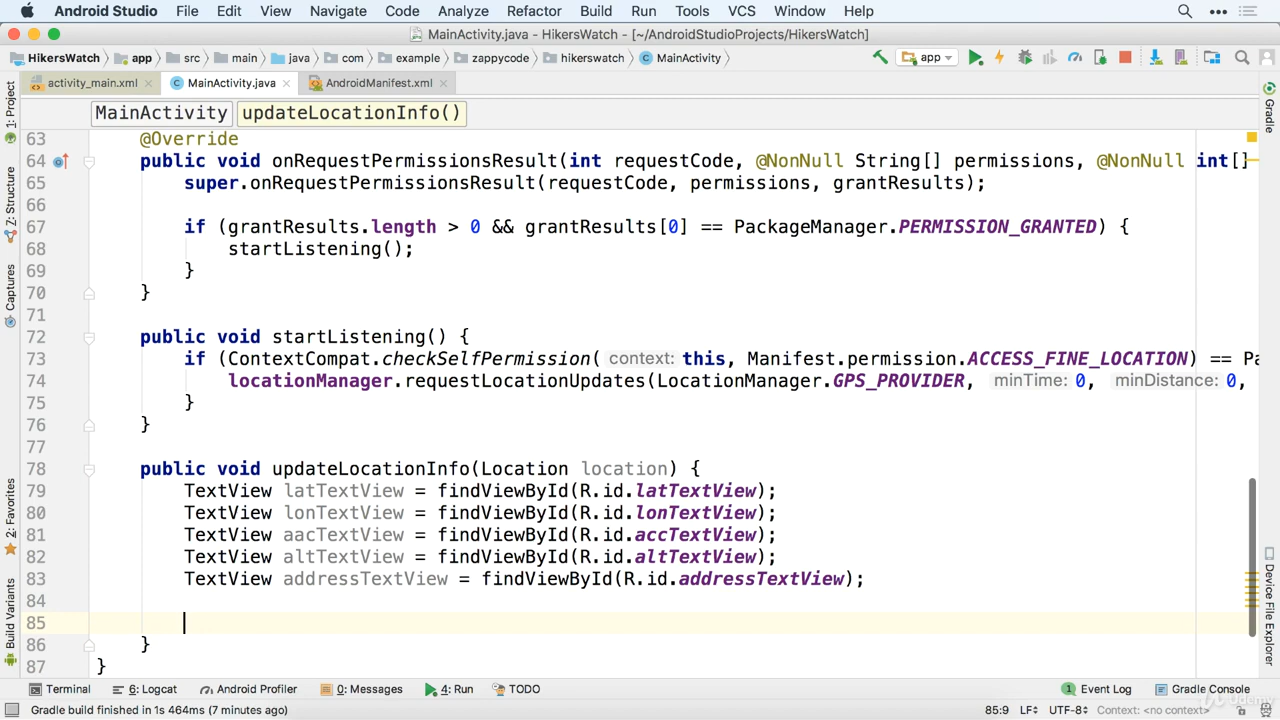 Android Studio File Edit View Navigate Code Analyze Refactor Build Run Tools VCS Window Help
MainActivity.java - HikersWatch - [~/AndroidStudioProjects/HikersWatch]
HikersWatch app src main java com example zappycode hikerswatch MainActivity app
activity_main.xml MainActivity.java AndroidManifest.xml
MainActivity updateLocationInfo()
1: Project
7: Structure
Captures
2: Favorites
Build Variants
63 @Override
64 public void onRequestPermissionsResult(int requestCode, @NonNull String[] permissions, @NonNull int[]
65 super.onRequestPermissionsResult(requestCode, permissions, grantResults);
66
67 if (grantResults.length > 0 && grantResults[0] == PackageManager.PERMISSION_GRANTED) {
68 startListening();
69 }
70 }
71
72 public void startListening() {
73 if (ContextCompat.checkSelfPermission( context: this, Manifest.permission.ACCESS_FINE_LOCATION) == Pa
74 locationManager.requestLocationUpdates(LocationManager.GPS_PROVIDER, minTime: 0, minDistance: 0,
75 }
76 }
77
78 public void updateLocationInfo(Location location) {
79 TextView latTextView = findViewById(R.id.latTextView);
80 TextView lonTextView = findViewById(R.id.lonTextView);
81 TextView aacTextView = findViewById(R.id.accTextView);
82 TextView altTextView = findViewById(R.id.altTextView);
83 TextView addressTextView = findViewById(R.id.addressTextView);
84
85
86 }
87 }
Gradle
Device File Explorer
Terminal 6: Logcat Android Profiler 0: Messages 4: Run TODO 1 Event Log Gradle Console
Gradle build finished in 1s 464ms (7 minutes ago) 85:9 LF÷ UTF-8÷ Context: <no context>
Udemy